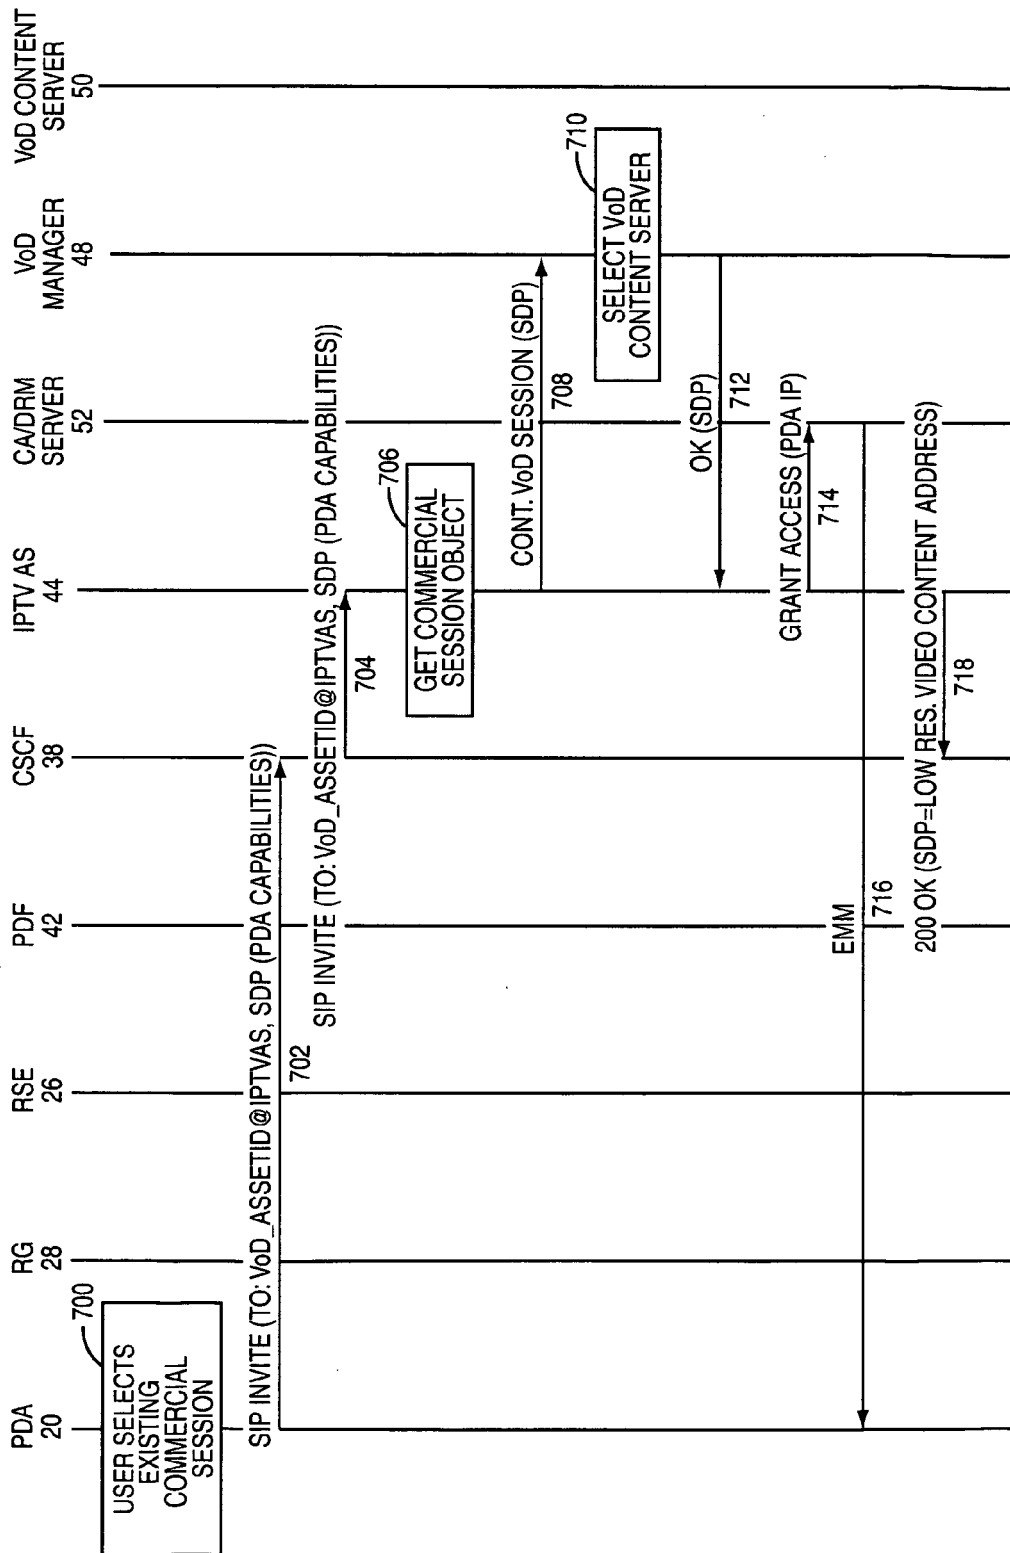 PDA
20
RG
28
RSE
26
PDF
42
CSCF
38
IPTV AS
44
CA/DRM
SERVER
52
VoD
MANAGER
48
VoD CONTENT
SERVER
50
USER SELECTS
EXISTING
COMMERCIAL
SESSION
700
SIP INVITE (TO: VoD_ASSETID@IPTVAS, SDP (PDA CAPABILITIES))
702
SIP INVITE (TO: VoD_ASSETID@IPTVAS, SDP (PDA CAPABILITIES))
704
GET COMMERCIAL
SESSION OBJECT
706
CONT. VoD SESSION (SDP)
708
SELECT VoD
CONTENT SERVER
710
OK (SDP)
712
GRANT ACCESS (PDA IP)
714
EMM
716
200 OK (SDP=LOW RES. VIDEO CONTENT ADDRESS)
718